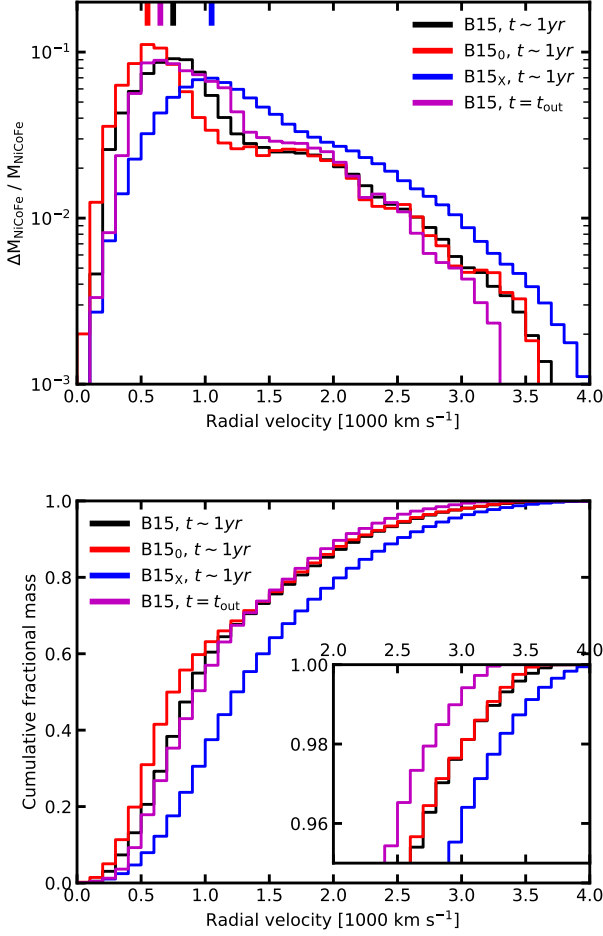 10⁻¹
10⁻²
10⁻³
ΔM_NiCoFe / M_NiCoFe
B15, t ~ 1yr
B15₀, t ~ 1yr
B15_X, t ~ 1yr
B15, t = t_out
0.0 0.5 1.0 1.5 2.0 2.5 3.0 3.5 4.0
Radial velocity [1000 km s⁻¹]
1.0
0.8
0.6
0.4
0.2
0.0
Cumulative fractional mass
B15, t ~ 1yr
B15₀, t ~ 1yr
B15_X, t ~ 1yr
B15, t = t_out
2.0 2.5 3.0 3.5 4.0
1.00
0.98
0.96
0.0 0.5 1.0 1.5 2.0 2.5 3.0 3.5 4.0
Radial velocity [1000 km s⁻¹]